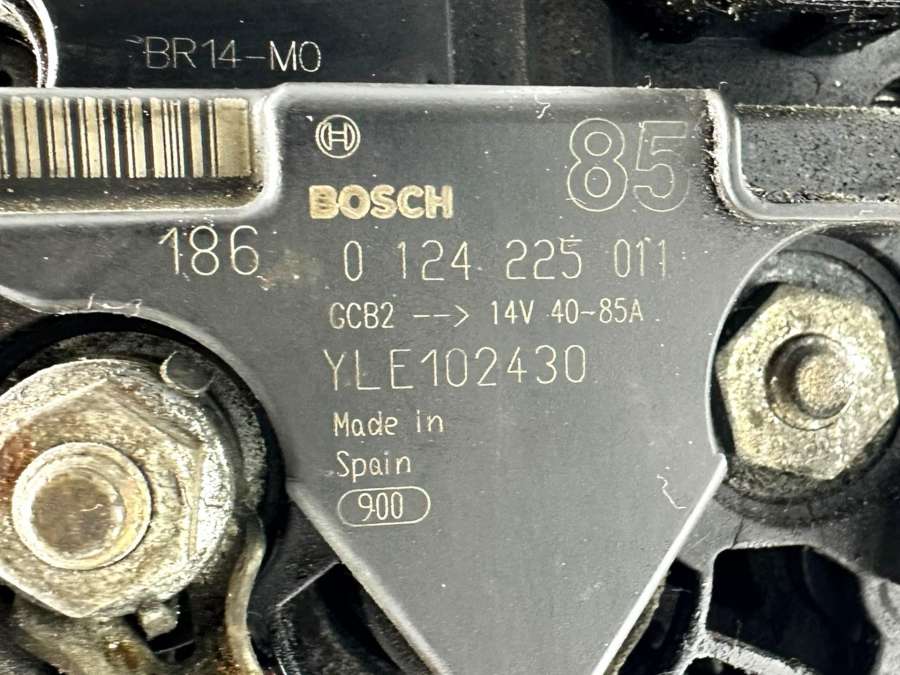 BR14-M0
85
BOSCH
186 0 124 225 011
GCB2 --> 14V 40-85A
YLE102430
Made in
Spain
900